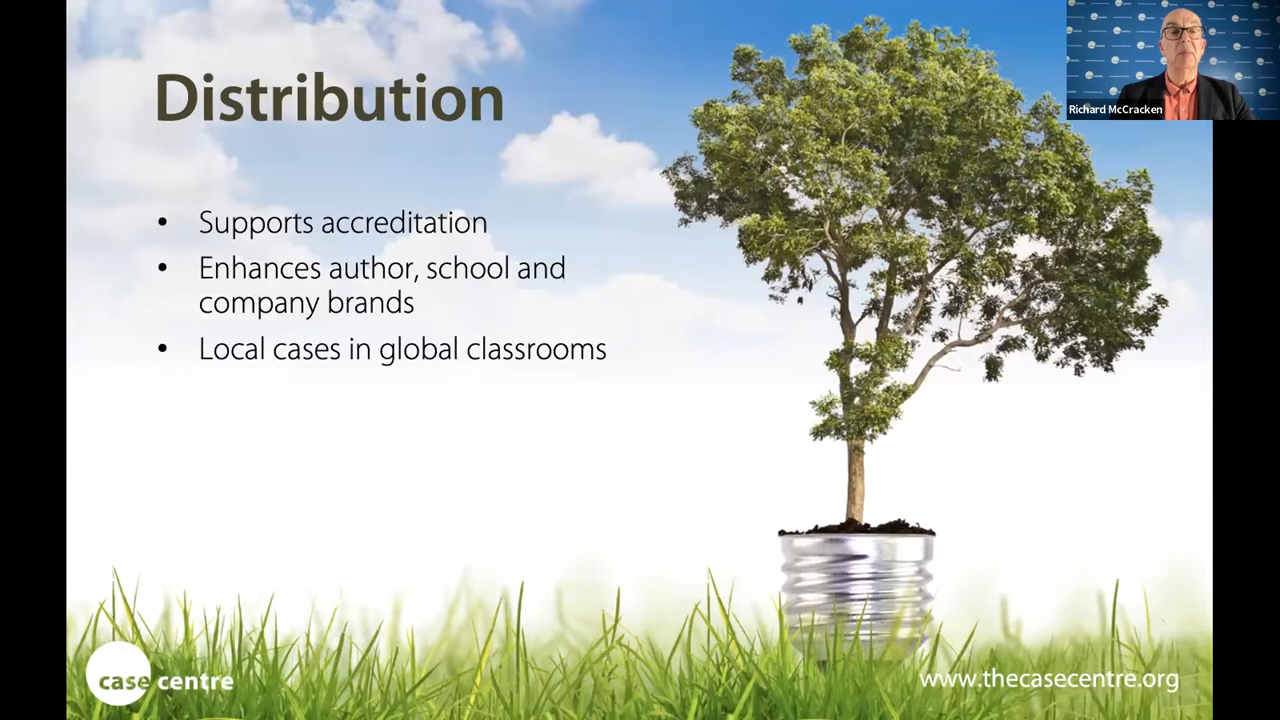 Distribution
Richard McCracken
• Supports accreditation
• Enhances author, school and
company brands
• Local cases in global classrooms
case centre
www.thecasecentre.org